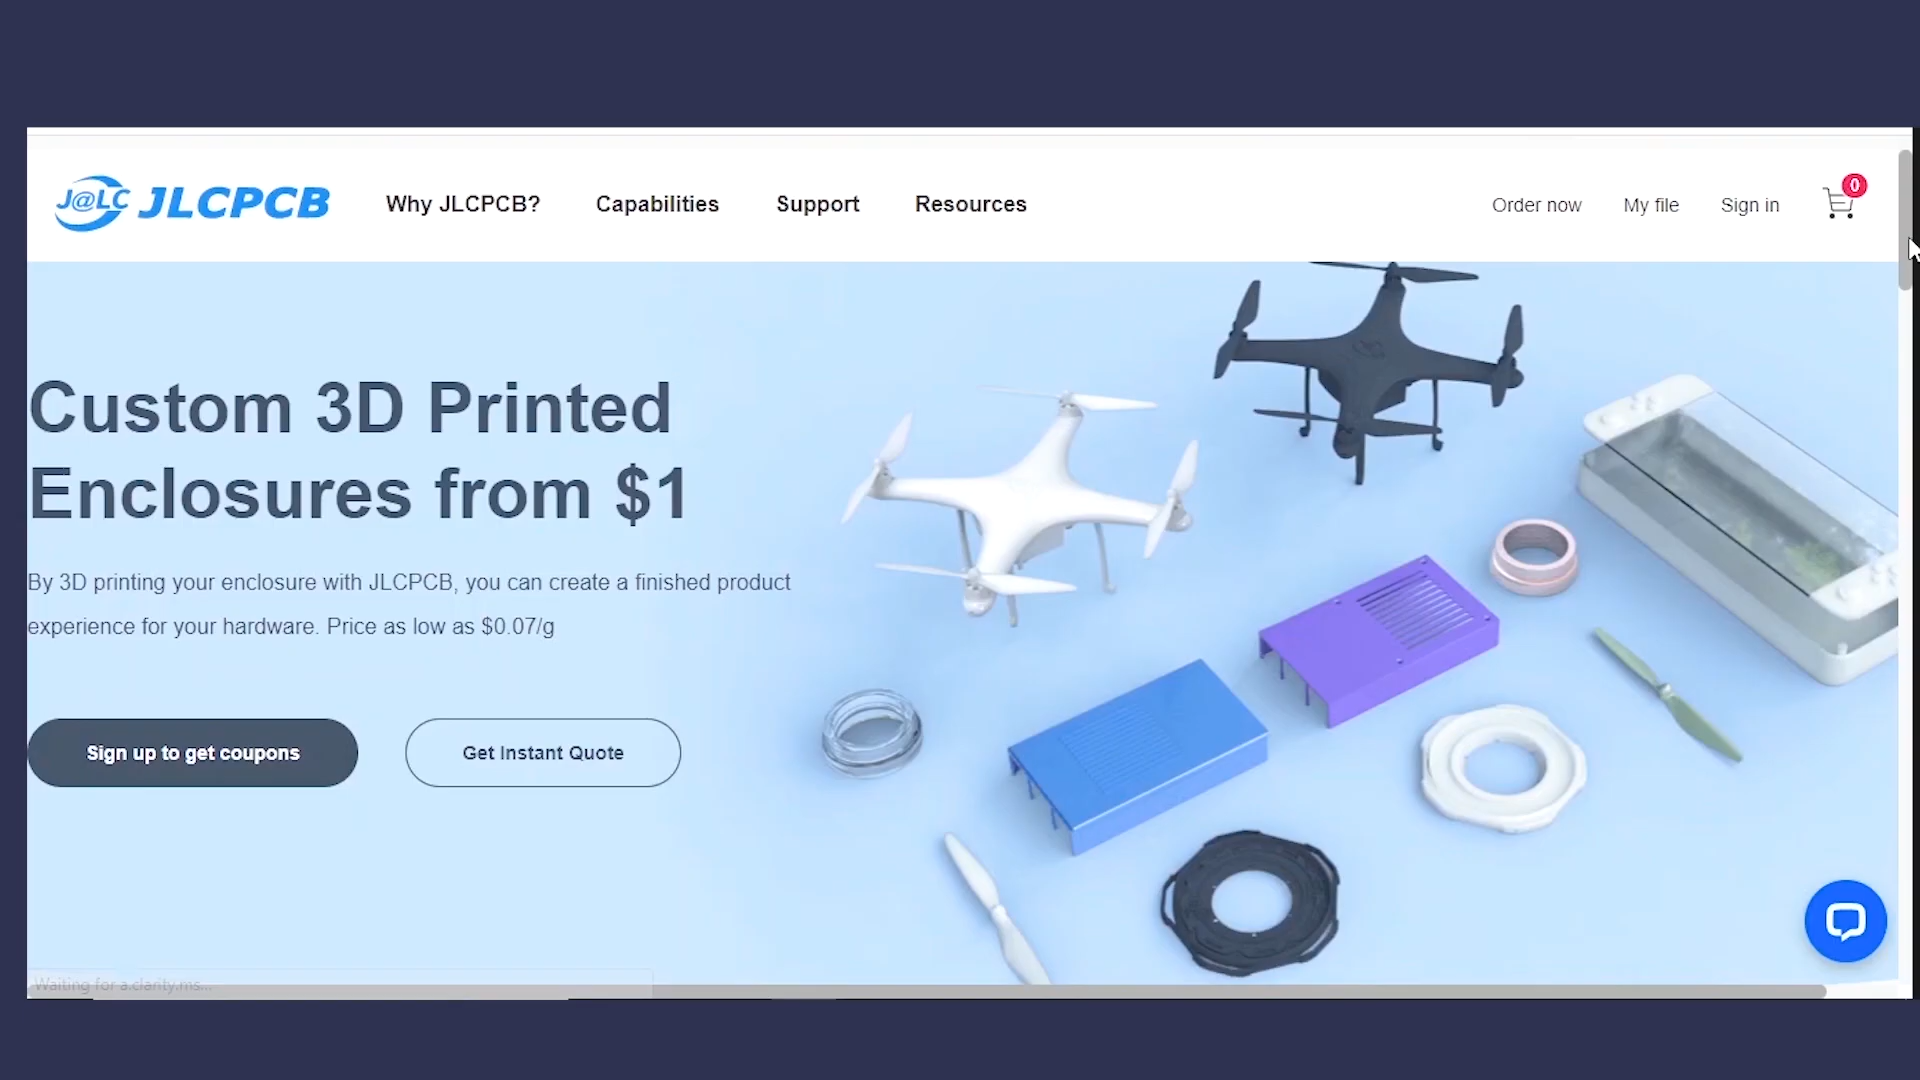 J@LC JLCPCB Why JLCPCB? Capabilities Support Resources Order now My file Sign in 0
Custom 3D Printed
Enclosures from $1
By 3D printing your enclosure with JLCPCB, you can create a finished product
experience for your hardware. Price as low as $0.07/g
Sign up to get coupons Get Instant Quote
Waiting for a.clarity.ms...